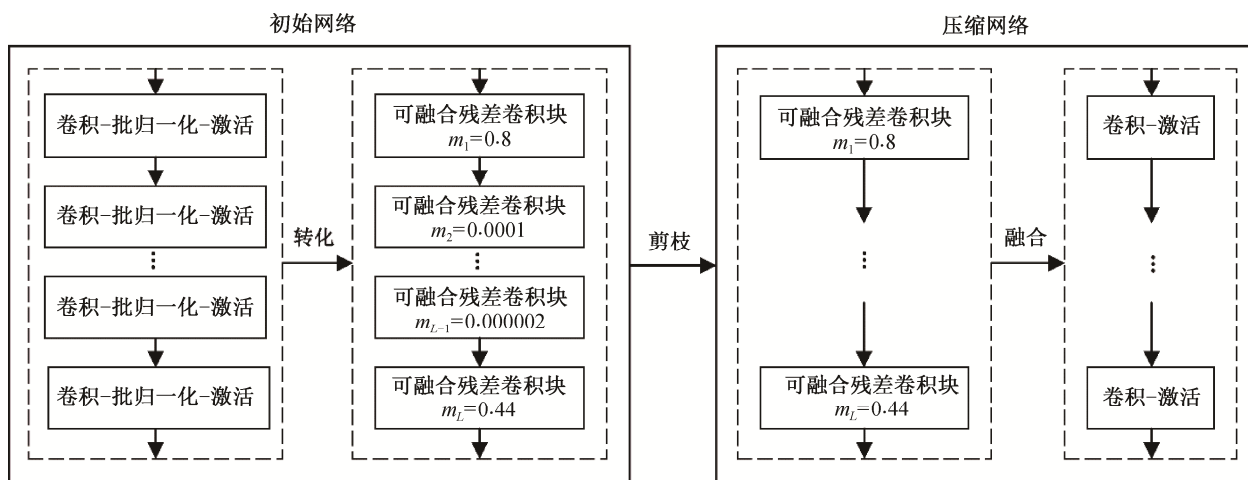 初始网络
卷积-批归一化-激活
卷积-批归一化-激活
⋮
卷积-批归一化-激活
卷积-批归一化-激活
转化
可融合残差卷积块
m₁=0.8
可融合残差卷积块
m₂=0.0001
⋮
可融合残差卷积块
m_{L-1}=0.000002
可融合残差卷积块
m_L=0.44
剪枝
压缩网络
可融合残差卷积块
m₁=0.8
⋮
可融合残差卷积块
m_L=0.44
融合
卷积-激活
⋮
卷积-激活